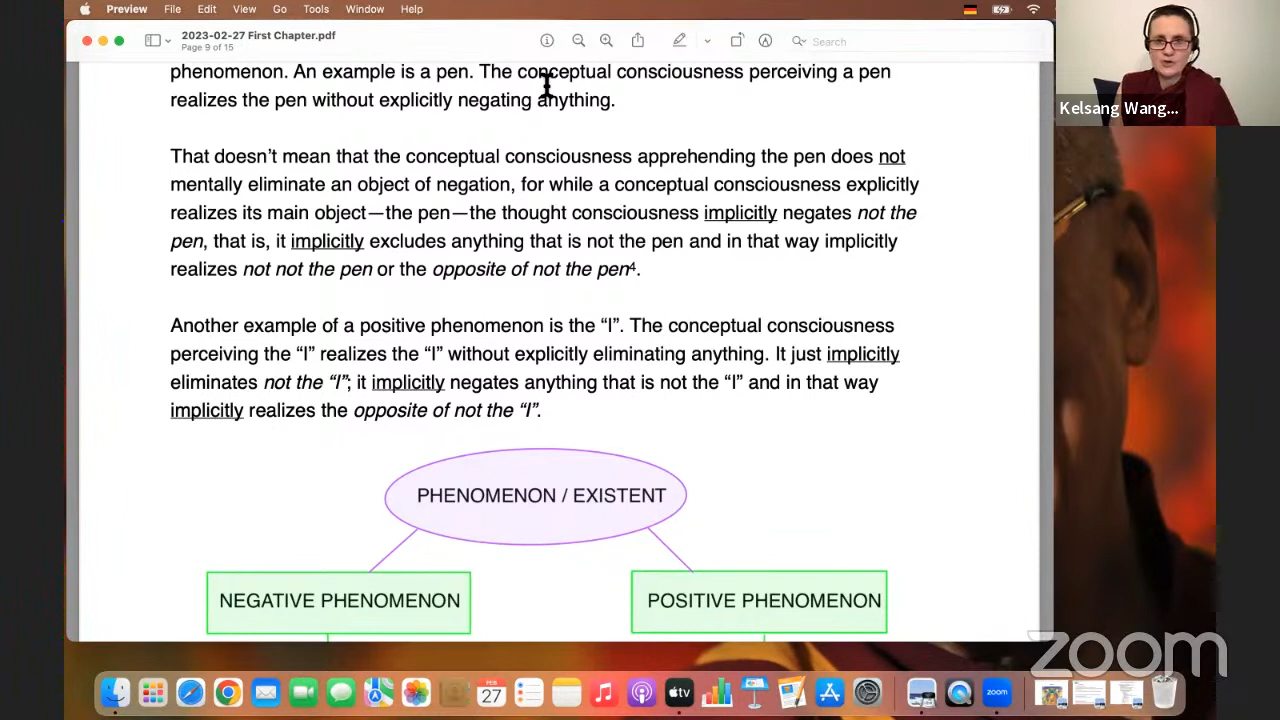 Preview File Edit View Go Tools Window Help
2023-02-27 First Chapter.pdf
Page 9 of 15
Search
Kelsang Wang...
phenomenon. An example is a pen. The conceptual consciousness perceiving a pen
realizes the pen without explicitly negating anything.
That doesn’t mean that the conceptual consciousness apprehending the pen does not
mentally eliminate an object of negation, for while a conceptual consciousness explicitly
realizes its main object—the pen—the thought consciousness implicitly negates not the
pen, that is, it implicitly excludes anything that is not the pen and in that way implicitly
realizes not not the pen or the opposite of not the pen⁴.
Another example of a positive phenomenon is the “I”. The conceptual consciousness
perceiving the “I” realizes the “I” without explicitly eliminating anything. It just implicitly
eliminates not the “I”; it implicitly negates anything that is not the “I” and in that way
implicitly realizes the opposite of not the “I”.
PHENOMENON / EXISTENT
NEGATIVE PHENOMENON
POSITIVE PHENOMENON
zoom
FEB
27
tv
zoom